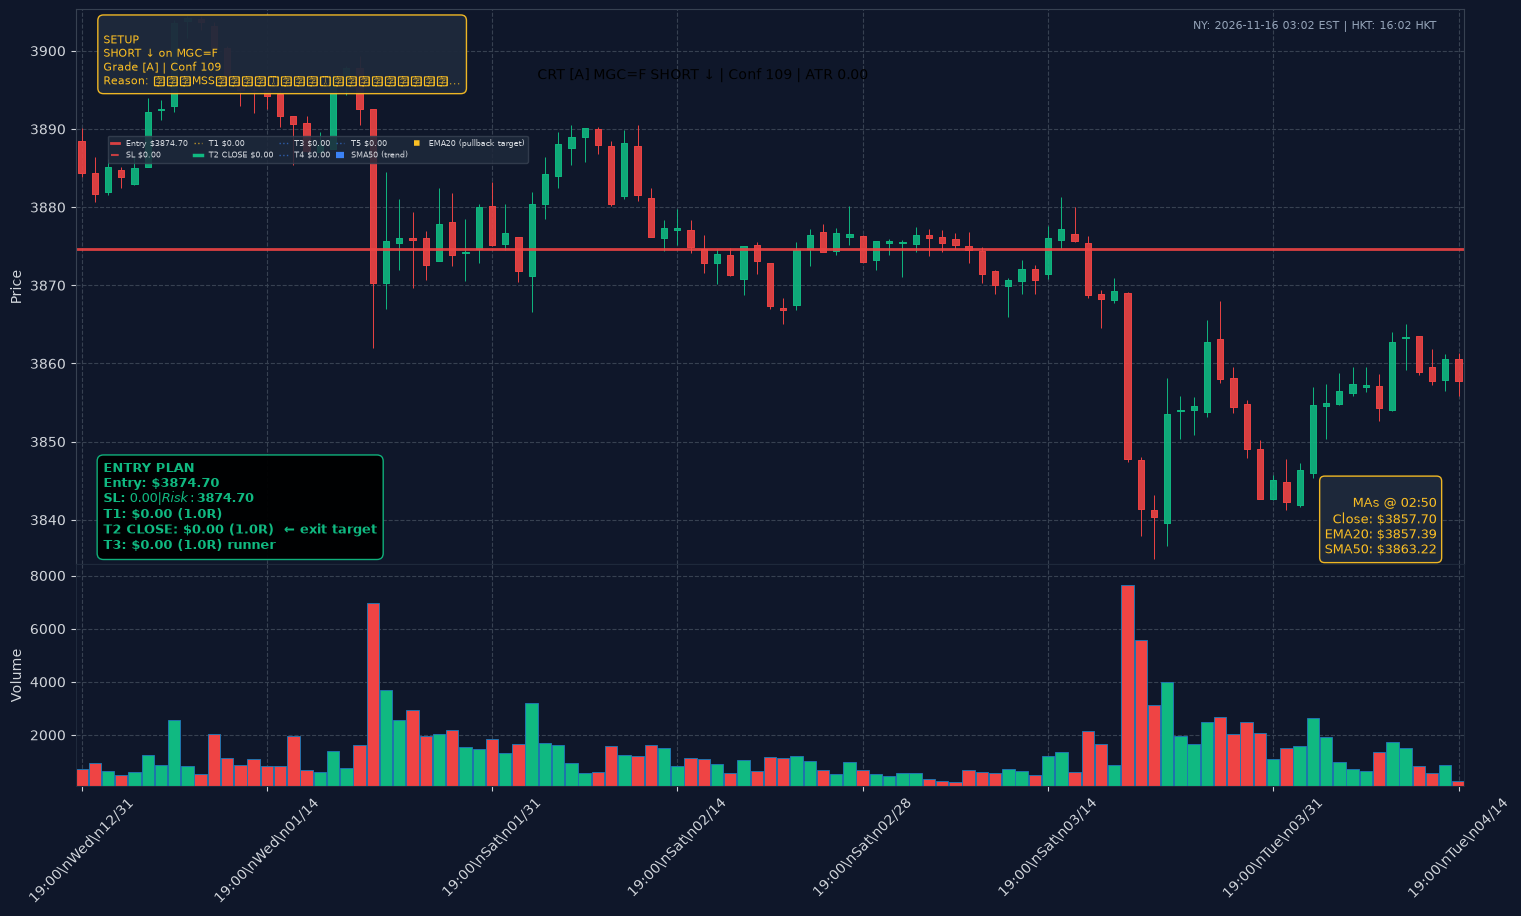 NY: 2026-11-16 03:02 EST | HKT: 16:02 HKT
SETUP
SHORT ↓ on MGC=F
Grade [A] | Conf 109
Reason: MSS...
CRT [A] MGC=F SHORT ↓ | Conf 109 | ATR 0.00
Entry $3874.70
SL $0.00
T1 $0.00
T2 CLOSE $0.00
T3 $0.00
T4 $0.00
T5 $0.00
SMA50 (trend)
EMA20 (pullback target)
Price
3900
3890
3880
3870
3860
3850
3840
ENTRY PLAN
Entry: $3874.70
SL: 0.00|Risk:3874.70
T1: $0.00 (1.0R)
T2 CLOSE: $0.00 (1.0R) ← exit target
T3: $0.00 (1.0R) runner
MAs @ 02:50
Close: $3857.70
EMA20: $3857.39
SMA50: $3863.22
Volume
8000
6000
4000
2000
19:00\nWed\n12/31
19:00\nWed\n01/14
19:00\nSat\n01/31
19:00\nSat\n02/14
19:00\nSat\n02/28
19:00\nSat\n03/14
19:00\nTue\n03/31
19:00\nTue\n04/14